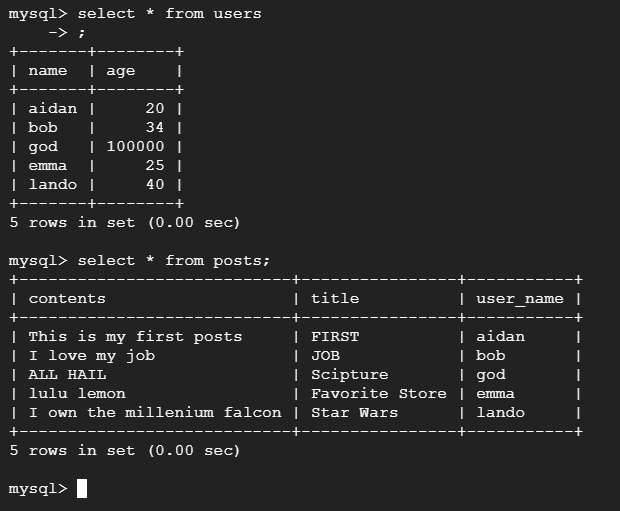 mysql> select * from users
    -> ;
+-------+--------+
| name  | age    |
+-------+--------+
| aidan |     20 |
| bob   |     34 |
| god   | 100000 |
| emma  |     25 |
| lando |     40 |
+-------+--------+
5 rows in set (0.00 sec)

mysql> select * from posts;
+----------------------------+----------------+-----------+
| contents                   | title          | user_name |
+----------------------------+----------------+-----------+
| This is my first posts     | FIRST          | aidan     |
| I love my job              | JOB            | bob       |
| ALL HAIL                   | Scipture       | god       |
| lulu lemon                 | Favorite Store | emma      |
| I own the millenium falcon | Star Wars      | lando     |
+----------------------------+----------------+-----------+
5 rows in set (0.00 sec)

mysql>